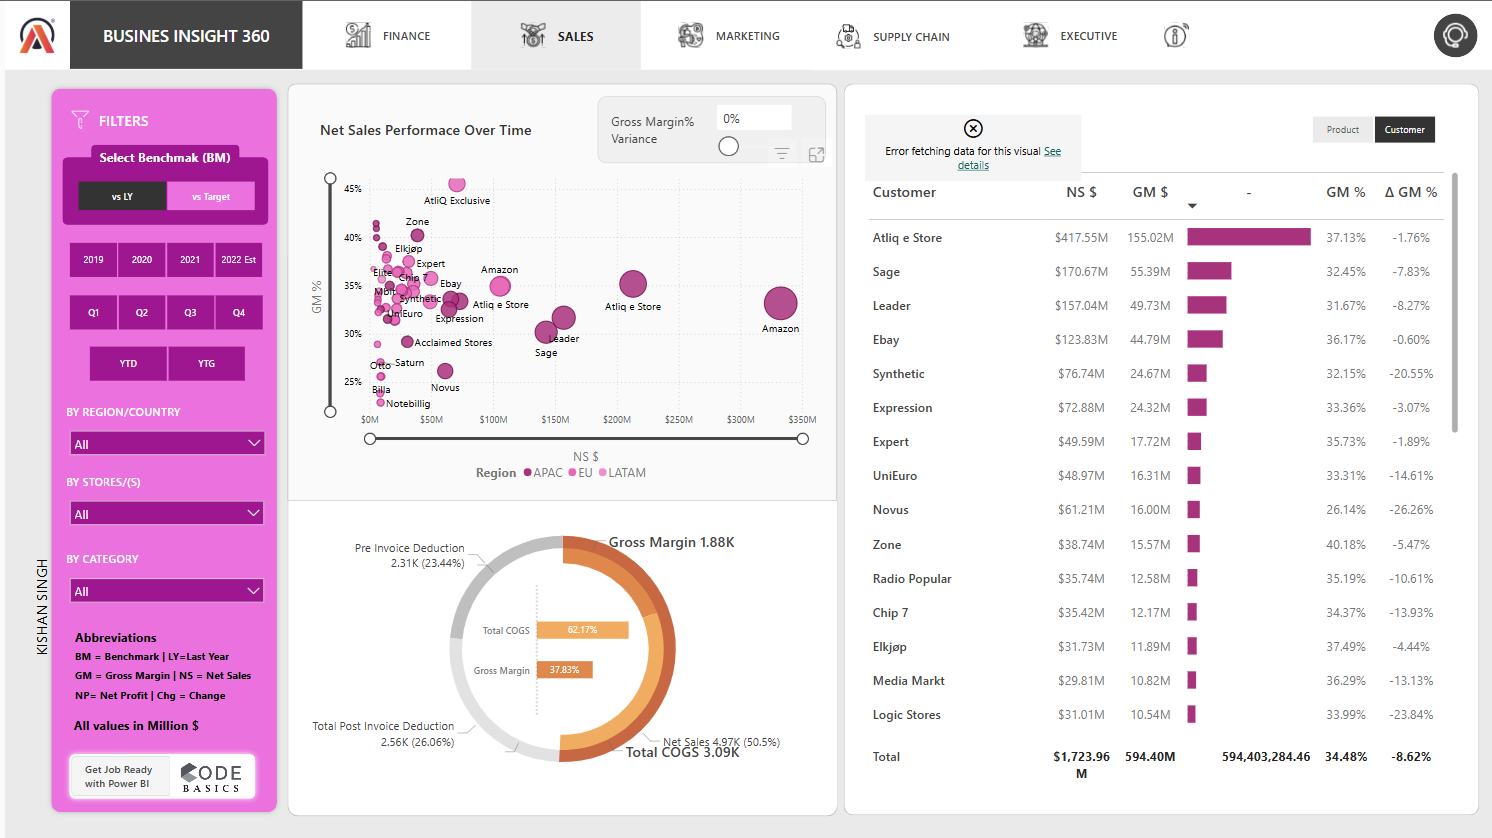 BUSINES INSIGHT 360
FINANCE
SALES
MARKETING
SUPPLY CHAIN
EXECUTIVE
FILTERS
Select Benchmak (BM)
vs LY
vs Target
2019
2020
2021
2022 Est
Q1
Q2
Q3
Q4
YTD
YTG
BY REGION/COUNTRY
All
BY STORES/(S)
All
BY CATEGORY
All
Abbreviations
BM = Benchmark | LY=Last Year
GM = Gross Margin | NS = Net Sales
NP= Net Profit | Chg = Change
All values in Million $
Get Job Ready
with Power BI
CODE
BASICS
KISHAN SINGH
Net Sales Performace Over Time
Gross Margin%
Variance
0%
45%
40%
35%
30%
25%
GM %
AtliQ Exclusive
Zone
Elkjøp
Expert
Elite
Chip 7
Amazon
Ebay
Synthetic
Atliq e Store
Atliq e Store
UniEuro
Expression
Amazon
Acclaimed Stores
Leader
Sage
Otto
Saturn
Billa
Novus
Notebillig
$0M
$50M
$100M
$150M
$200M
$250M
$300M
$350M
NS $
Region
APAC
EU
LATAM
Pre Invoice Deduction
2.31K (23.44%)
Gross Margin 1.88K
Total COGS
62.17%
Gross Margin
37.83%
Total Post Invoice Deduction
2.56K (26.06%)
Net Sales 4.97K (50.5%)
Total COGS 3.09K
Error fetching data for this visual See
details
Product
Customer
Customer NS $ GM $ - GM % Δ GM %
Atliq e Store $417.55M 155.02M 37.13% -1.76%
Sage $170.67M 55.39M 32.45% -7.83%
Leader $157.04M 49.73M 31.67% -8.27%
Ebay $123.83M 44.79M 36.17% -0.60%
Synthetic $76.74M 24.67M 32.15% -20.55%
Expression $72.88M 24.32M 33.36% -3.07%
Expert $49.59M 17.72M 35.73% -1.89%
UniEuro $48.97M 16.31M 33.31% -14.61%
Novus $61.21M 16.00M 26.14% -26.26%
Zone $38.74M 15.57M 40.18% -5.47%
Radio Popular $35.74M 12.58M 35.19% -10.61%
Chip 7 $35.42M 12.17M 34.37% -13.93%
Elkjøp $31.73M 11.89M 37.49% -4.44%
Media Markt $29.81M 10.82M 36.29% -13.13%
Logic Stores $31.01M 10.54M 33.99% -23.84%
Total $1,723.96 594.40M 594,403,284.46 34.48% -8.62%
M